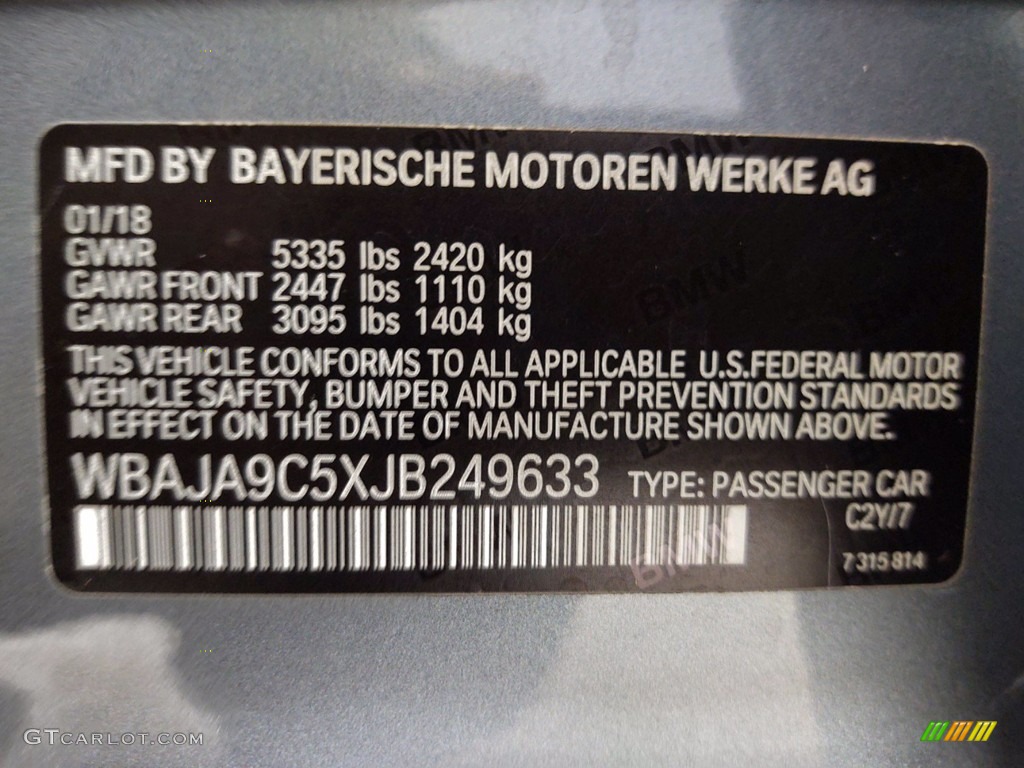 MFD BY BAYERISCHE MOTOREN WERKE AG
01/18
GVWR 5335 lbs 2420 kg
GAWR FRONT 2447 lbs 1110 kg
GAWR REAR 3095 lbs 1404 kg
THIS VEHICLE CONFORMS TO ALL APPLICABLE U.S.FEDERAL MOTOR
VEHICLE SAFETY, BUMPER AND THEFT PREVENTION STANDARDS
IN EFFECT ON THE DATE OF MANUFACTURE SHOWN ABOVE.
WBAJA9C5XJB249633 TYPE: PASSENGER CAR
C2Y/7
7 315 814
BMW
BMW
GTCARLOT.COM